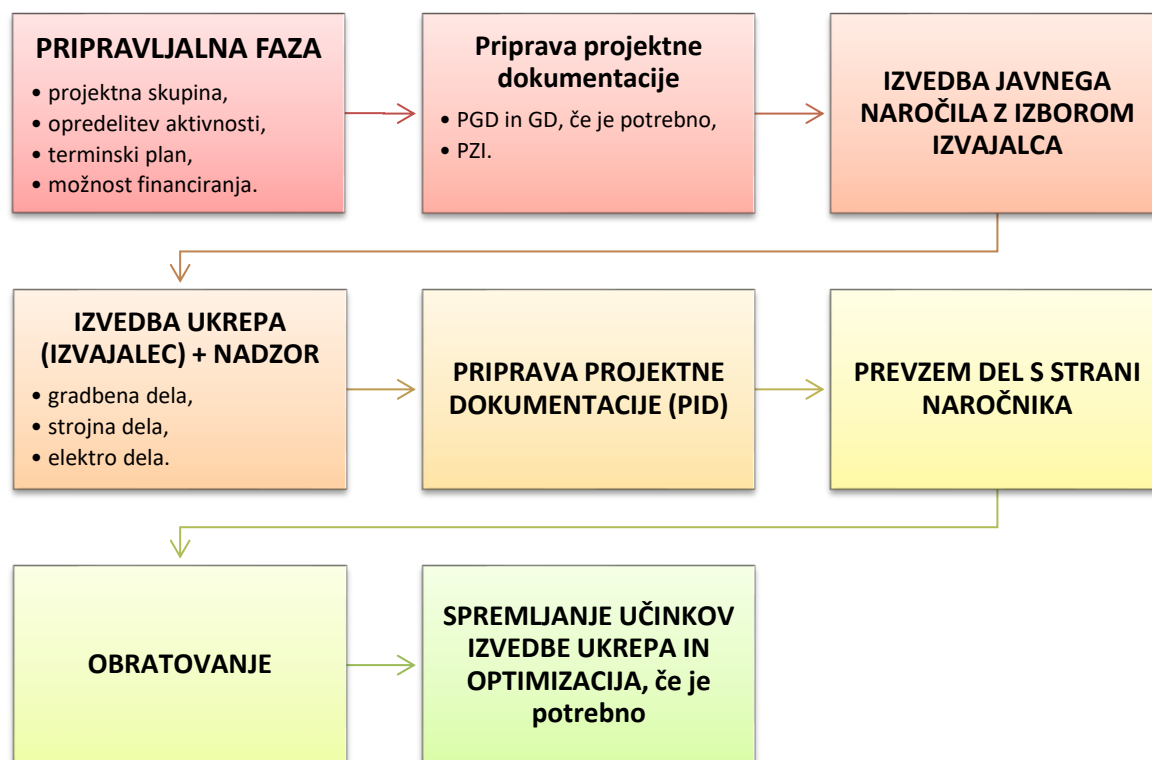 PRIPRAVLJALNA FAZA
• projektna skupina,
• opredelitev aktivnosti,
• terminski plan,
• možnost financiranja.
Priprava projektne
dokumentacije
• PGD in GD, če je potrebno,
• PZI.
IZVEDBA JAVNEGA
NAROČILA Z IZBOROM
IZVAJALCA
IZVEDBA UKREPA
(IZVAJALEC) + NADZOR
• gradbena dela,
• strojna dela,
• elektro dela.
PRIPRAVA PROJEKTNE
DOKUMENTACIJE (PID)
PREVZEM DEL S STRANI
NAROČNIKA
OBRATOVANJE
SPREMLJANJE UČINKOV
IZVEDBE UKREPA IN
OPTIMIZACIJA, če je
potrebno